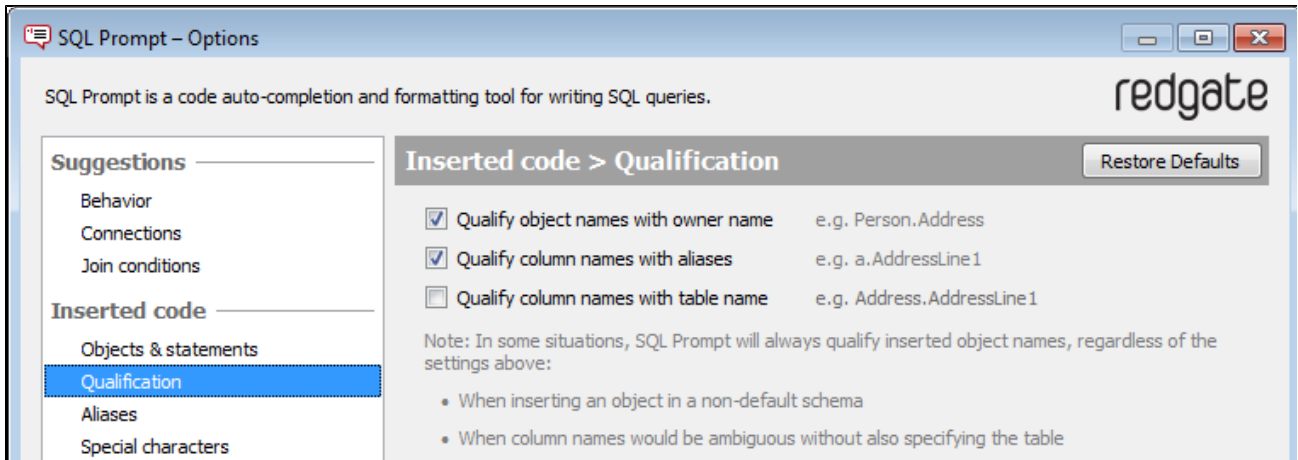 SQL Prompt – Options
SQL Prompt is a code auto-completion and formatting tool for writing SQL queries.
redgate
Suggestions
Behavior
Connections
Join conditions
Inserted code
Objects & statements
Qualification
Aliases
Special characters
Inserted code > Qualification
Restore Defaults
Qualify object names with owner name e.g. Person.Address
Qualify column names with aliases e.g. a.AddressLine1
Qualify column names with table name e.g. Address.AddressLine1
Note: In some situations, SQL Prompt will always qualify inserted object names, regardless of the
settings above:
• When inserting an object in a non-default schema
• When column names would be ambiguous without also specifying the table